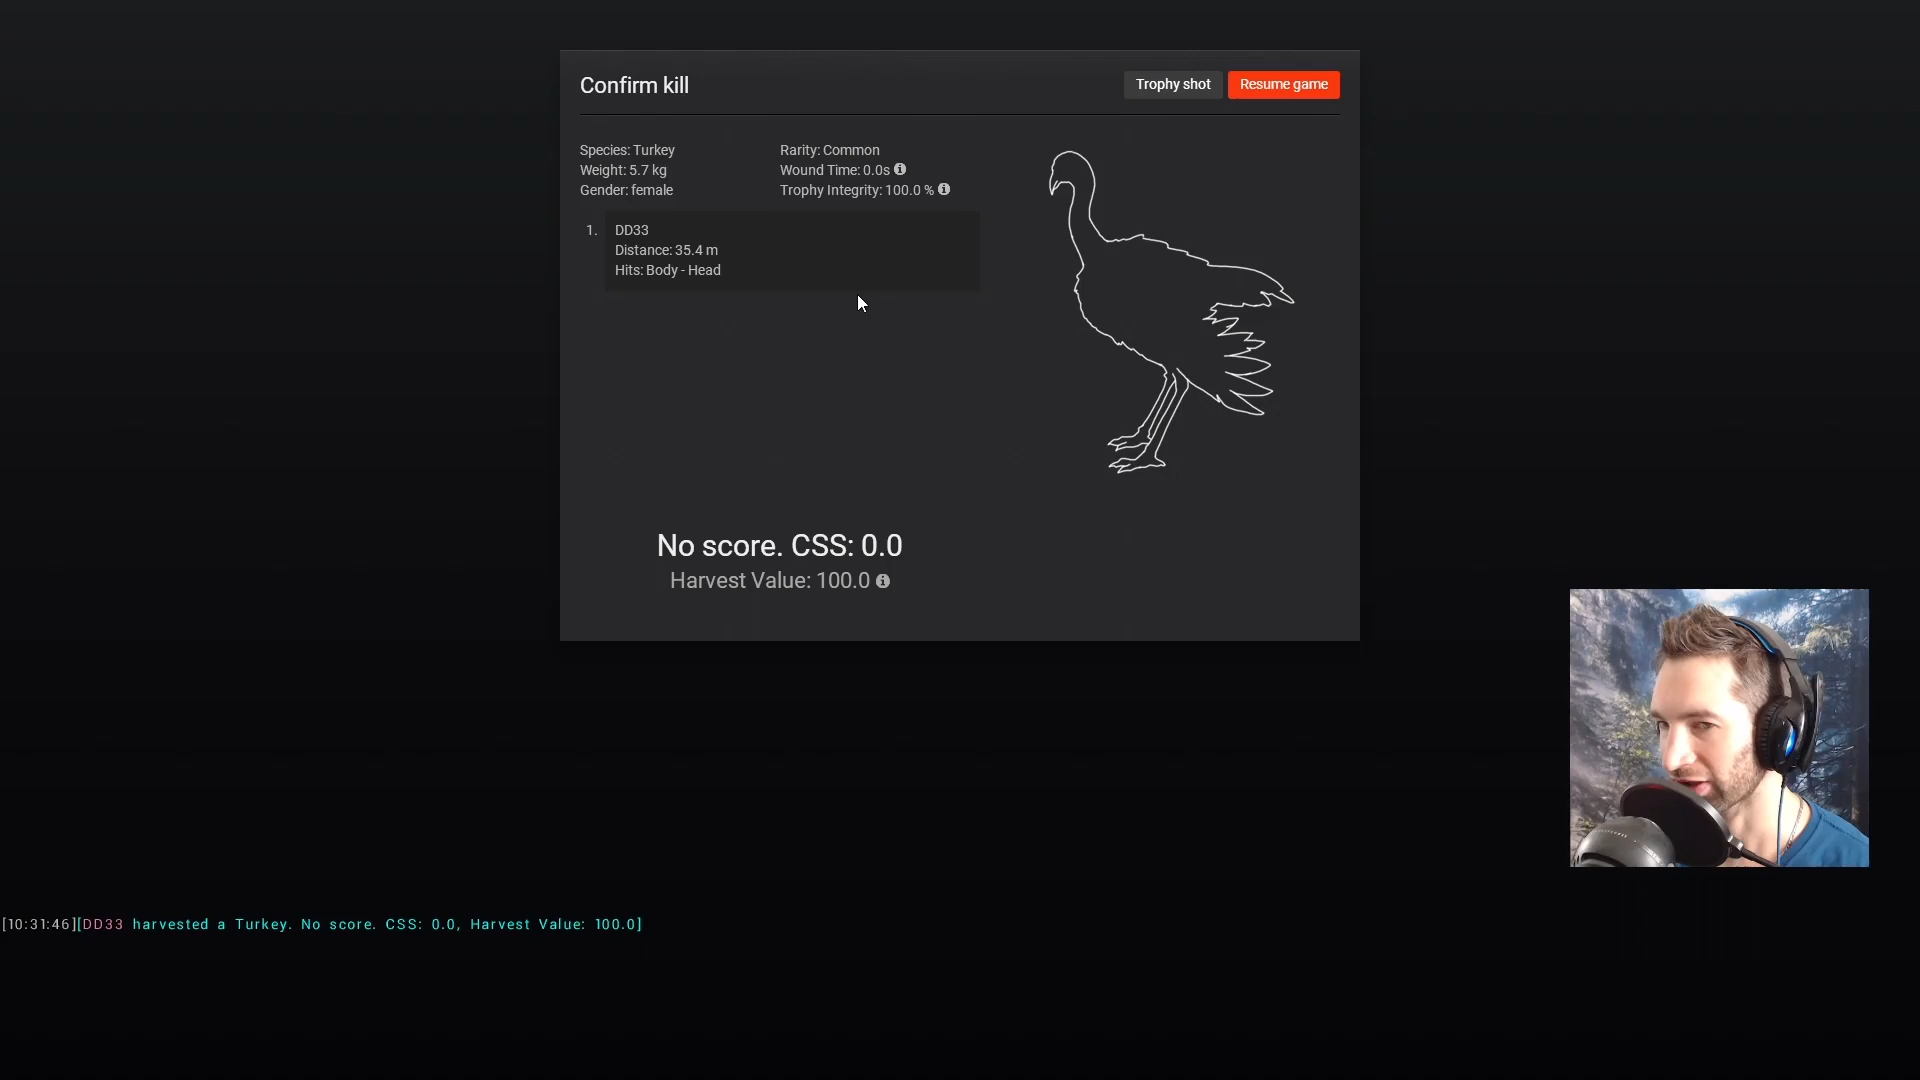 Confirm kill
Trophy shot
Resume game
Species: Turkey
Weight: 5.7 kg
Gender: female
Rarity: Common
Wound Time: 0.0s
Trophy Integrity: 100.0 %
1.
DD33
Distance: 35.4 m
Hits: Body - Head
No score. CSS: 0.0
Harvest Value: 100.0
[10:31:46][DD33 harvested a Turkey. No score. CSS: 0.0, Harvest Value: 100.0]